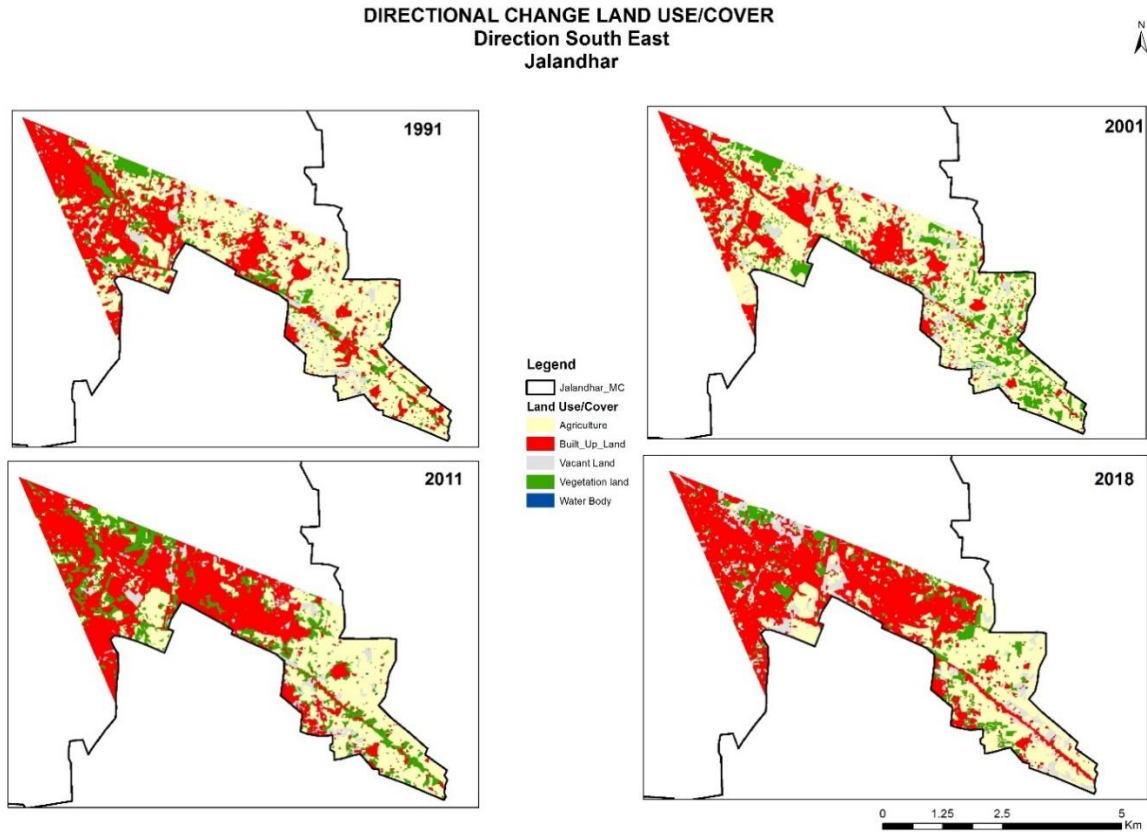 DIRECTIONAL CHANGE LAND USE/COVER
Direction South East
Jalandhar
N
1991
2001
Legend
Jalandhar_MC
Land Use/Cover
Agriculture
Built_Up_Land
Vacant Land
Vegetation land
Water Body
2011
2018
0 1.25 2.5 5
Km